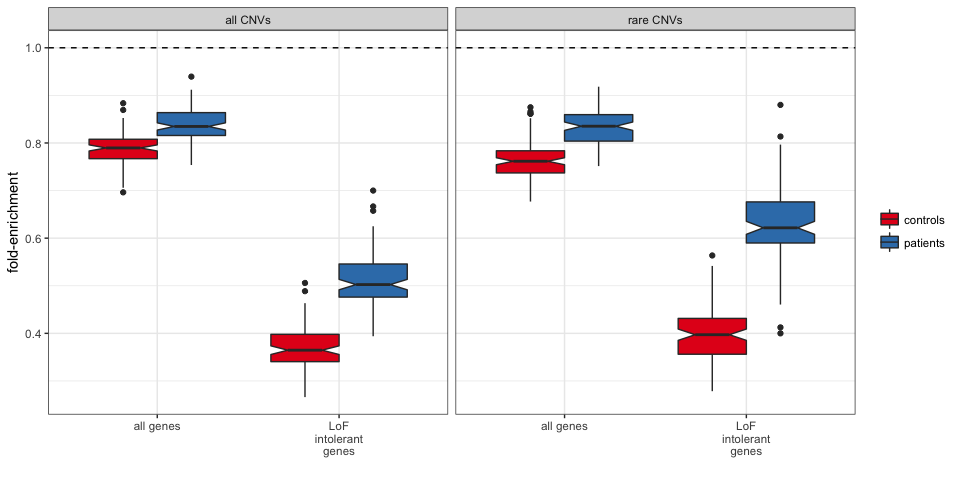 all CNVs
rare CNVs
fold-enrichment
1.0
0.8
0.6
0.4
all genes
LoF
intolerant
genes
all genes
LoF
intolerant
genes
controls
patients